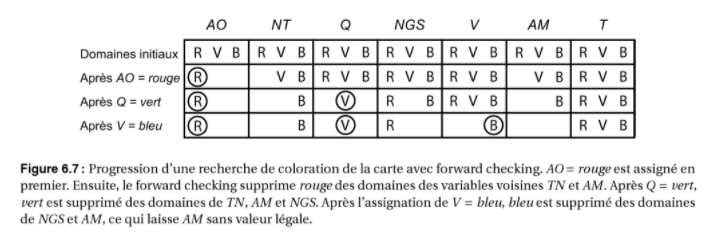 AO NT Q NGS V AM T
Domaines initiaux R V B R V B R V B R V B R V B R V B R V B
Après AO = rouge R V B R V B R V B R V B V B R V B
Après Q = vert R B V R B R V B B R V B
Après V = bleu R B V R B R V B
Figure 6.7 : Progression d'une recherche de coloration de la carte avec forward checking. AO = rouge est assigné en
premier. Ensuite, le forward checking supprime rouge des domaines des variables voisines TN et AM. Après Q = vert,
vert est supprimé des domaines de TN, AM et NGS. Après l'assignation de V = bleu, bleu est supprimé des domaines
de NGS et AM, ce qui laisse AM sans valeur légale.